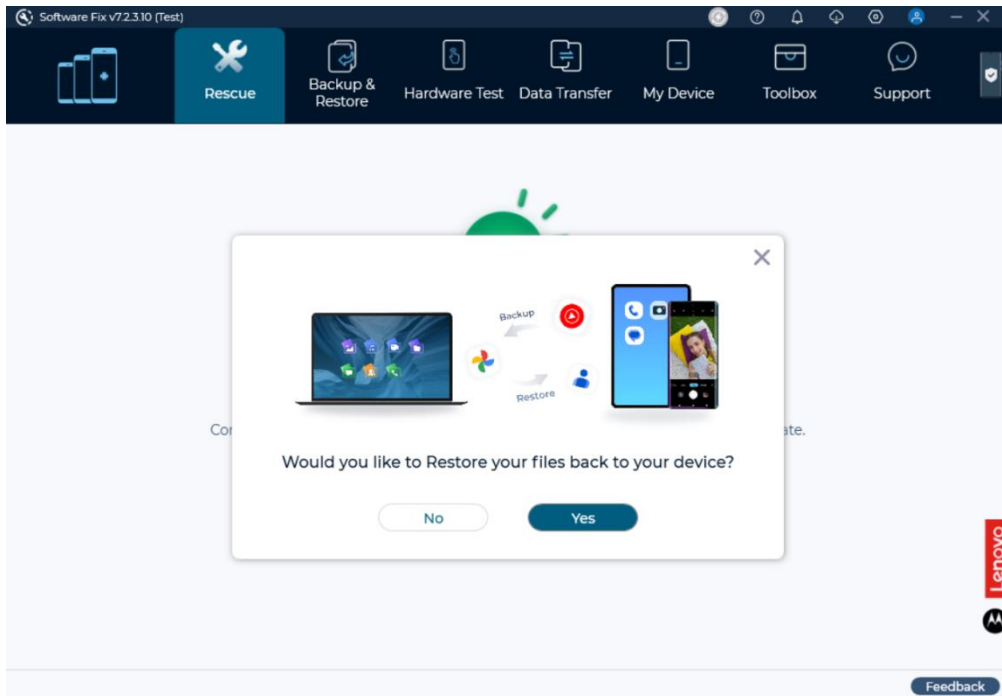 Software Fix v7.2.3.10 (Test)
Rescue
Backup &
Restore
Hardware Test
Data Transfer
My Device
Toolbox
Support
Backup
Restore
Would you like to Restore your files back to your device?
No
Yes
Lenovo
Feedback